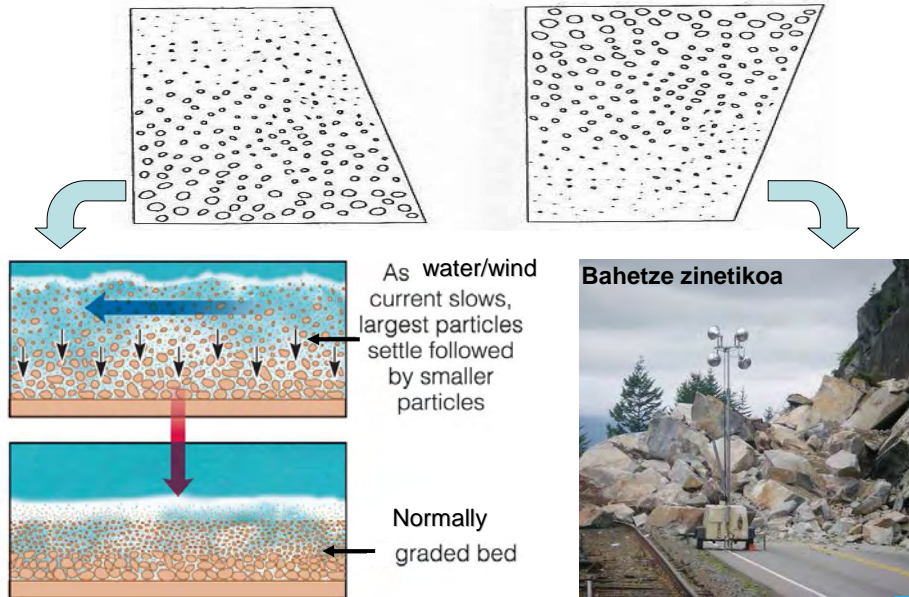 As water/wind
current slows,
largest particles
settle followed
by smaller
particles
Normally
graded bed
Bahetze zinetikoa